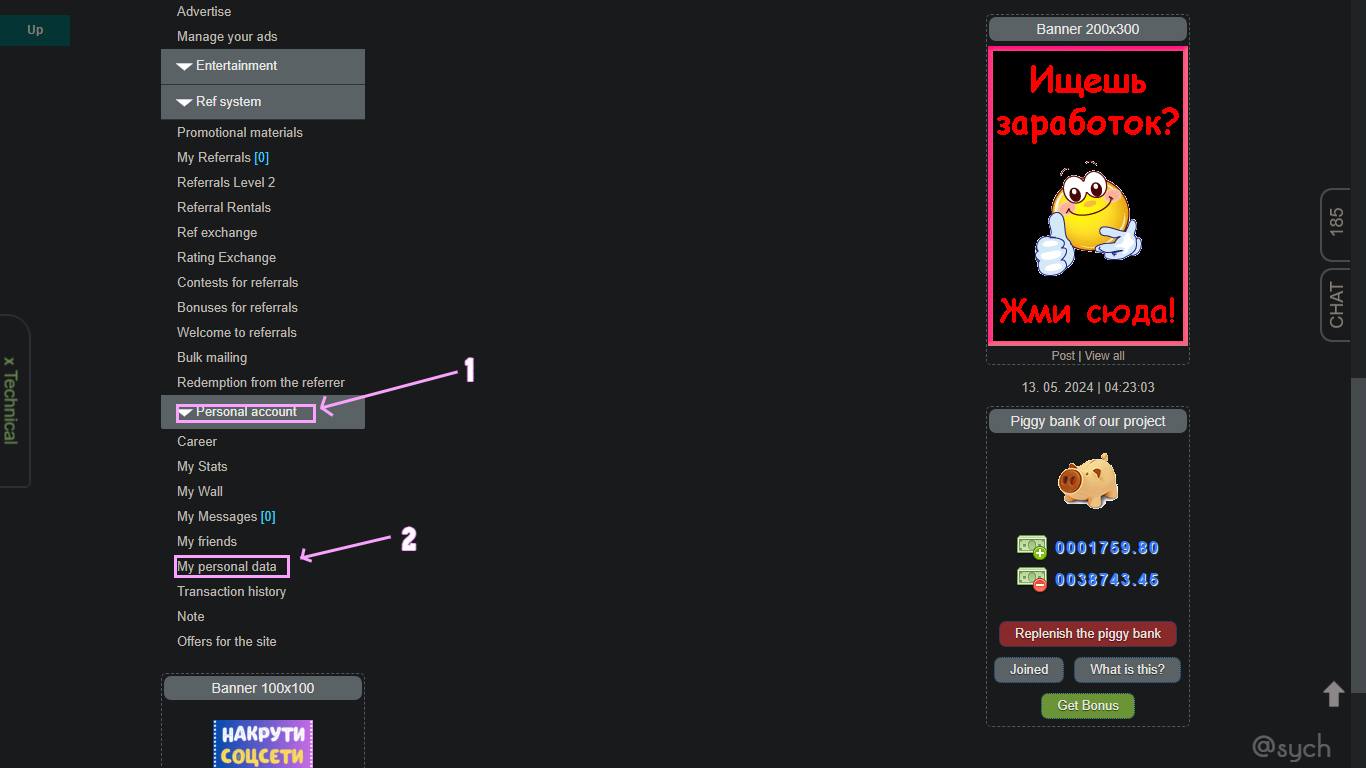 Up
Advertise
Manage your ads
Entertainment
Ref system
Promotional materials
My Referrals [0]
Referrals Level 2
Referral Rentals
Ref exchange
Rating Exchange
Contests for referrals
Bonuses for referrals
Welcome to referrals
Bulk mailing
Redemption from the referrer
1
Personal account
Career
My Stats
My Wall
My Messages [0]
My friends
2
My personal data
Transaction history
Note
Offers for the site
Banner 100x100
НАКРУТИ
СОЦСЕТИ
x Technical
Banner 200x300
Ищешь
заработок?
Жми сюда!
Post | View all
13. 05. 2024 | 04:23:03
Piggy bank of our project
0001759.80
0038743.45
Replenish the piggy bank
Joined
What is this?
Get Bonus
185
CHAT
@sych